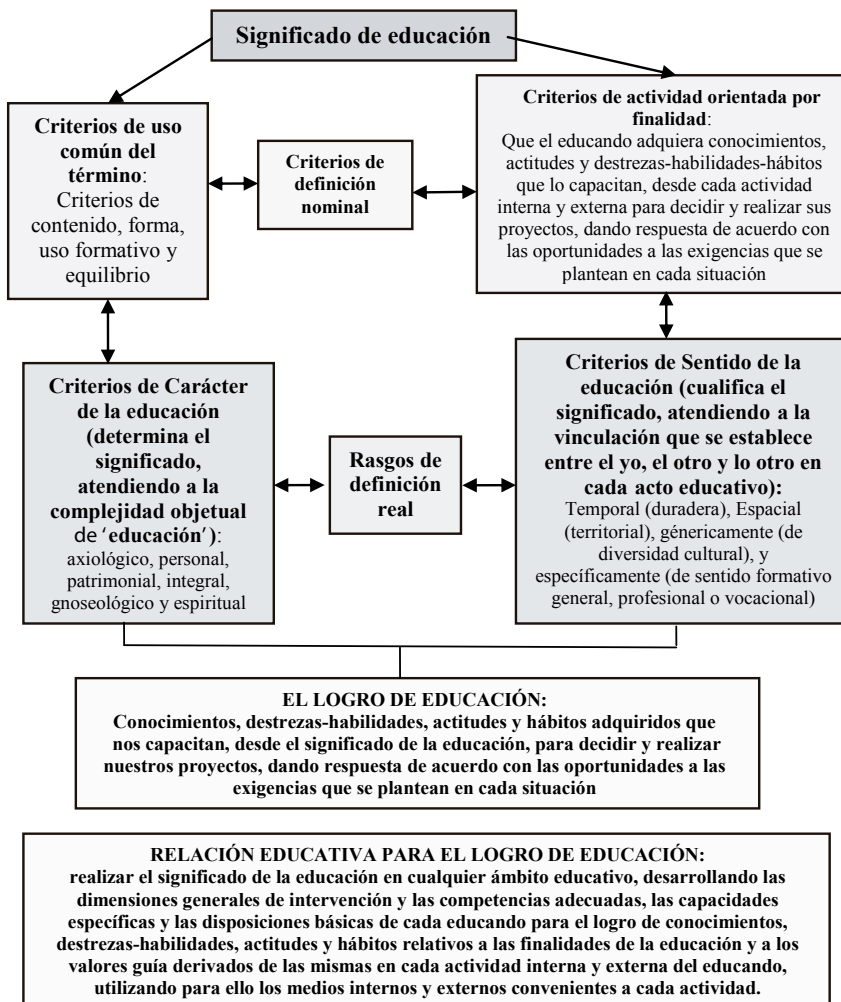 Significado de educación
Criterios de uso
común del
término:
Criterios de
contenido, forma,
uso formativo y
equilibrio
Criterios de
definición
nominal
Criterios de actividad orientada por
finalidad:
Que el educando adquiera conocimientos,
actitudes y destrezas-habilidades-hábitos
que lo capacitan, desde cada actividad
interna y externa para decidir y realizar sus
proyectos, dando respuesta de acuerdo con
las oportunidades a las exigencias que se
plantean en cada situación
Criterios de Carácter
de la educación
(determina el
significado,
atendiendo a la
complejidad objetual
de ‘educación’):
axiológico, personal,
patrimonial, integral,
gnoseológico y espiritual
Rasgos de
definición
real
Criterios de Sentido de la
educación (cualifica el
significado, atendiendo a la
vinculación que se establece
entre el yo, el otro y lo otro en
cada acto educativo):
Temporal (duradera), Espacial
(territorial), génericamente (de
diversidad cultural), y
específicamente (de sentido formativo
general, profesional o vocacional)
EL LOGRO DE EDUCACIÓN:
Conocimientos, destrezas-habilidades, actitudes y hábitos adquiridos que
nos capacitan, desde el significado de la educación, para decidir y realizar
nuestros proyectos, dando respuesta de acuerdo con las oportunidades a las
exigencias que se plantean en cada situación
RELACIÓN EDUCATIVA PARA EL LOGRO DE EDUCACIÓN:
realizar el significado de la educación en cualquier ámbito educativo, desarrollando las
dimensiones generales de intervención y las competencias adecuadas, las capacidades
específicas y las disposiciones básicas de cada educando para el logro de conocimientos,
destrezas-habilidades, actitudes y hábitos relativos a las finalidades de la educación y a los
valores guía derivados de las mismas en cada actividad interna y externa del educando,
utilizando para ello los medios internos y externos convenientes a cada actividad.